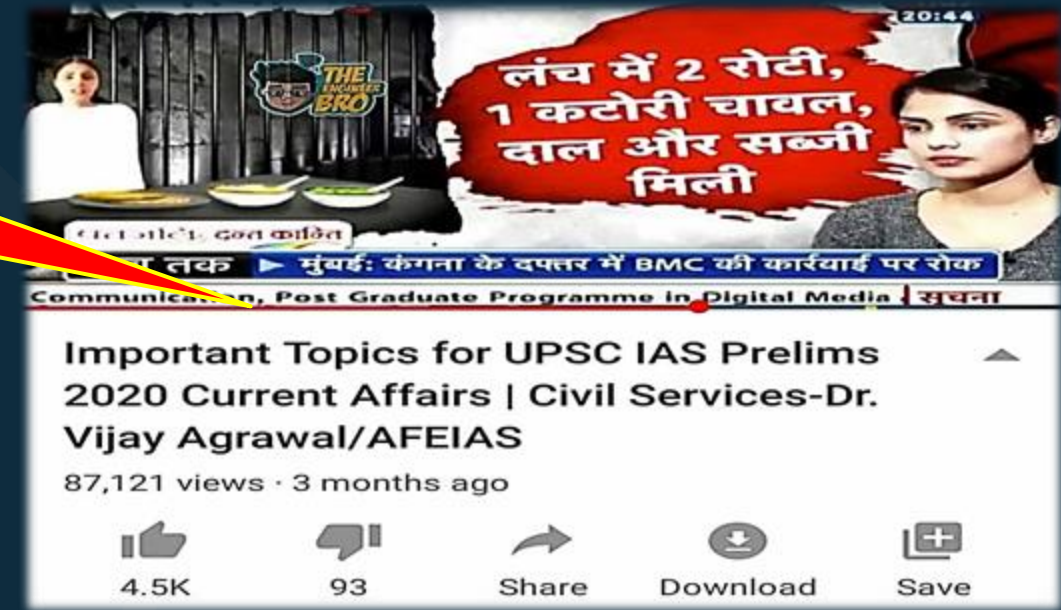 20:44
THE
ENGINEER
BRO
लंच में 2 रोटी,
1 कटोरी चावल,
दाल और सब्जी
मिली
तक
मुंबई: कंगना के दफ्तर में BMC की कार्रवाई पर रोक
Communication, Post Graduate Programme in Digital Media
सूचना
Important Topics for UPSC IAS Prelims
2020 Current Affairs | Civil Services-Dr.
Vijay Agrawal/AFEIAS
87,121 views · 3 months ago
4.5K 93 Share Download Save